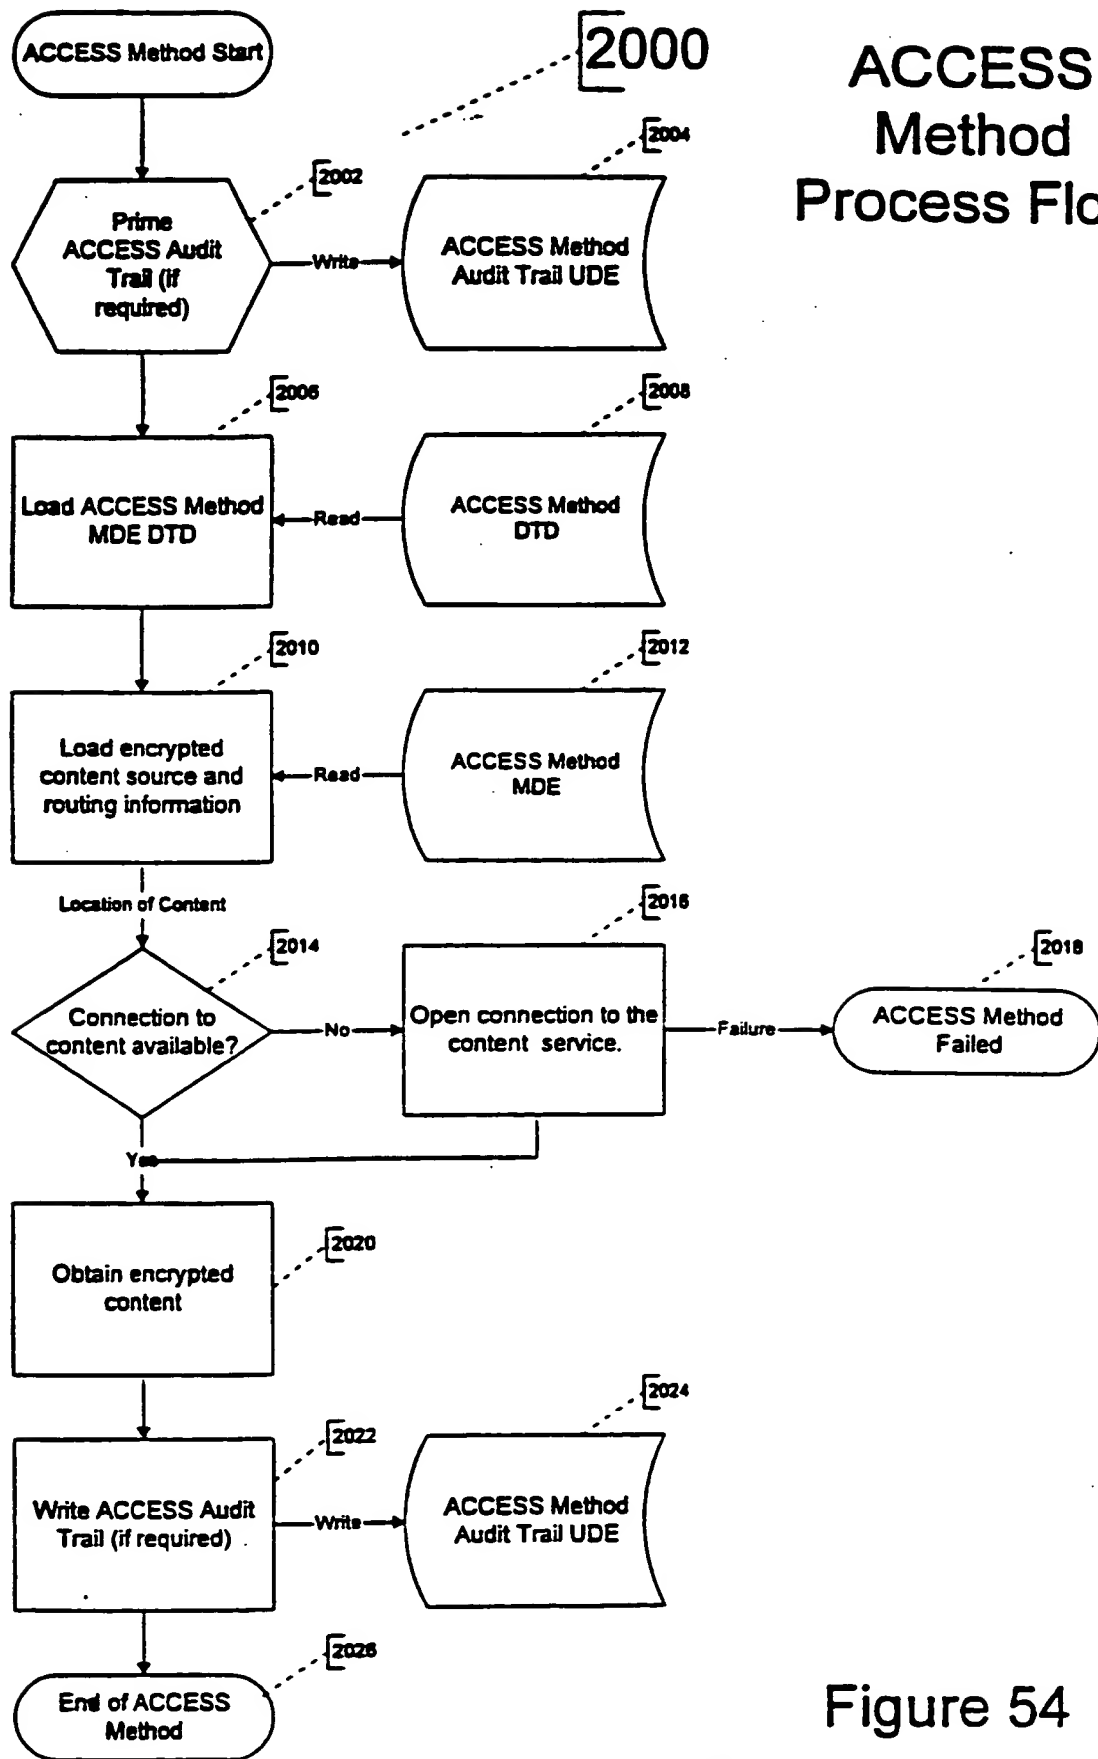 ACCESS Method Start
2000
ACCESS
Method
Process Flo
2002
2004
Prime
ACCESS Audit
Trail (if
required)
Write
ACCESS Method
Audit Trail UDE
2006
2008
Load ACCESS Method
MDE DTD
Read
ACCESS Method
DTD
2010
2012
Load encrypted
content source and
routing information
Read
ACCESS Method
MDE
Location of Content
2014
2016
2018
Connection to
content available?
No
Open connection to the
content service.
Failure
ACCESS Method
Failed
Yes
2020
Obtain encrypted
content
2022
2024
Write ACCESS Audit
Trail (if required)
Write
ACCESS Method
Audit Trail UDE
2026
End of ACCESS
Method
Figure 54